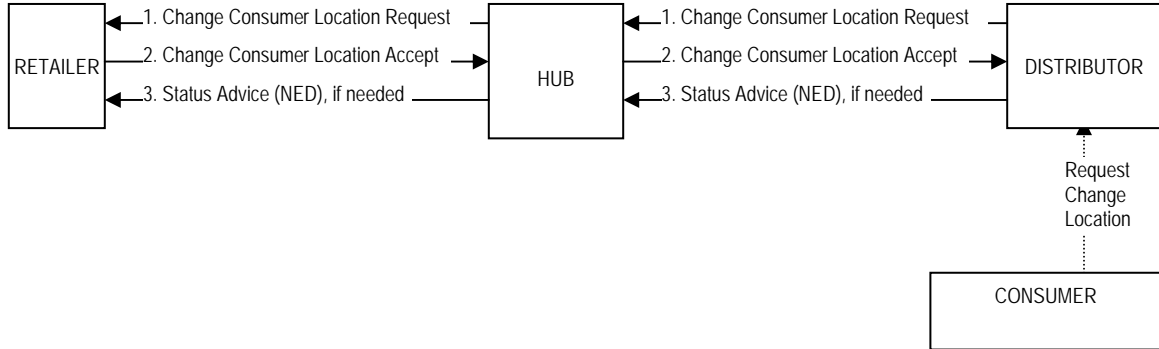 1. Change Consumer Location Request
1. Change Consumer Location Request
RETAILER
2. Change Consumer Location Accept
HUB
2. Change Consumer Location Accept
DISTRIBUTOR
3. Status Advice (NED), if needed
3. Status Advice (NED), if needed
Request
Change
Location
CONSUMER